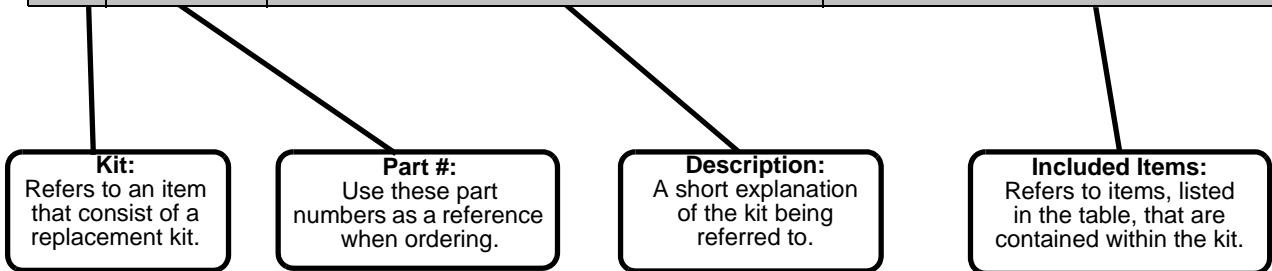 Kit:
Refers to an item
that consist of a
replacement kit.
Part #:
Use these part
numbers as a reference
when ordering.
Description:
A short explanation
of the kit being
referred to.
Included Items:
Refers to items, listed
in the table, that are
contained within the kit.